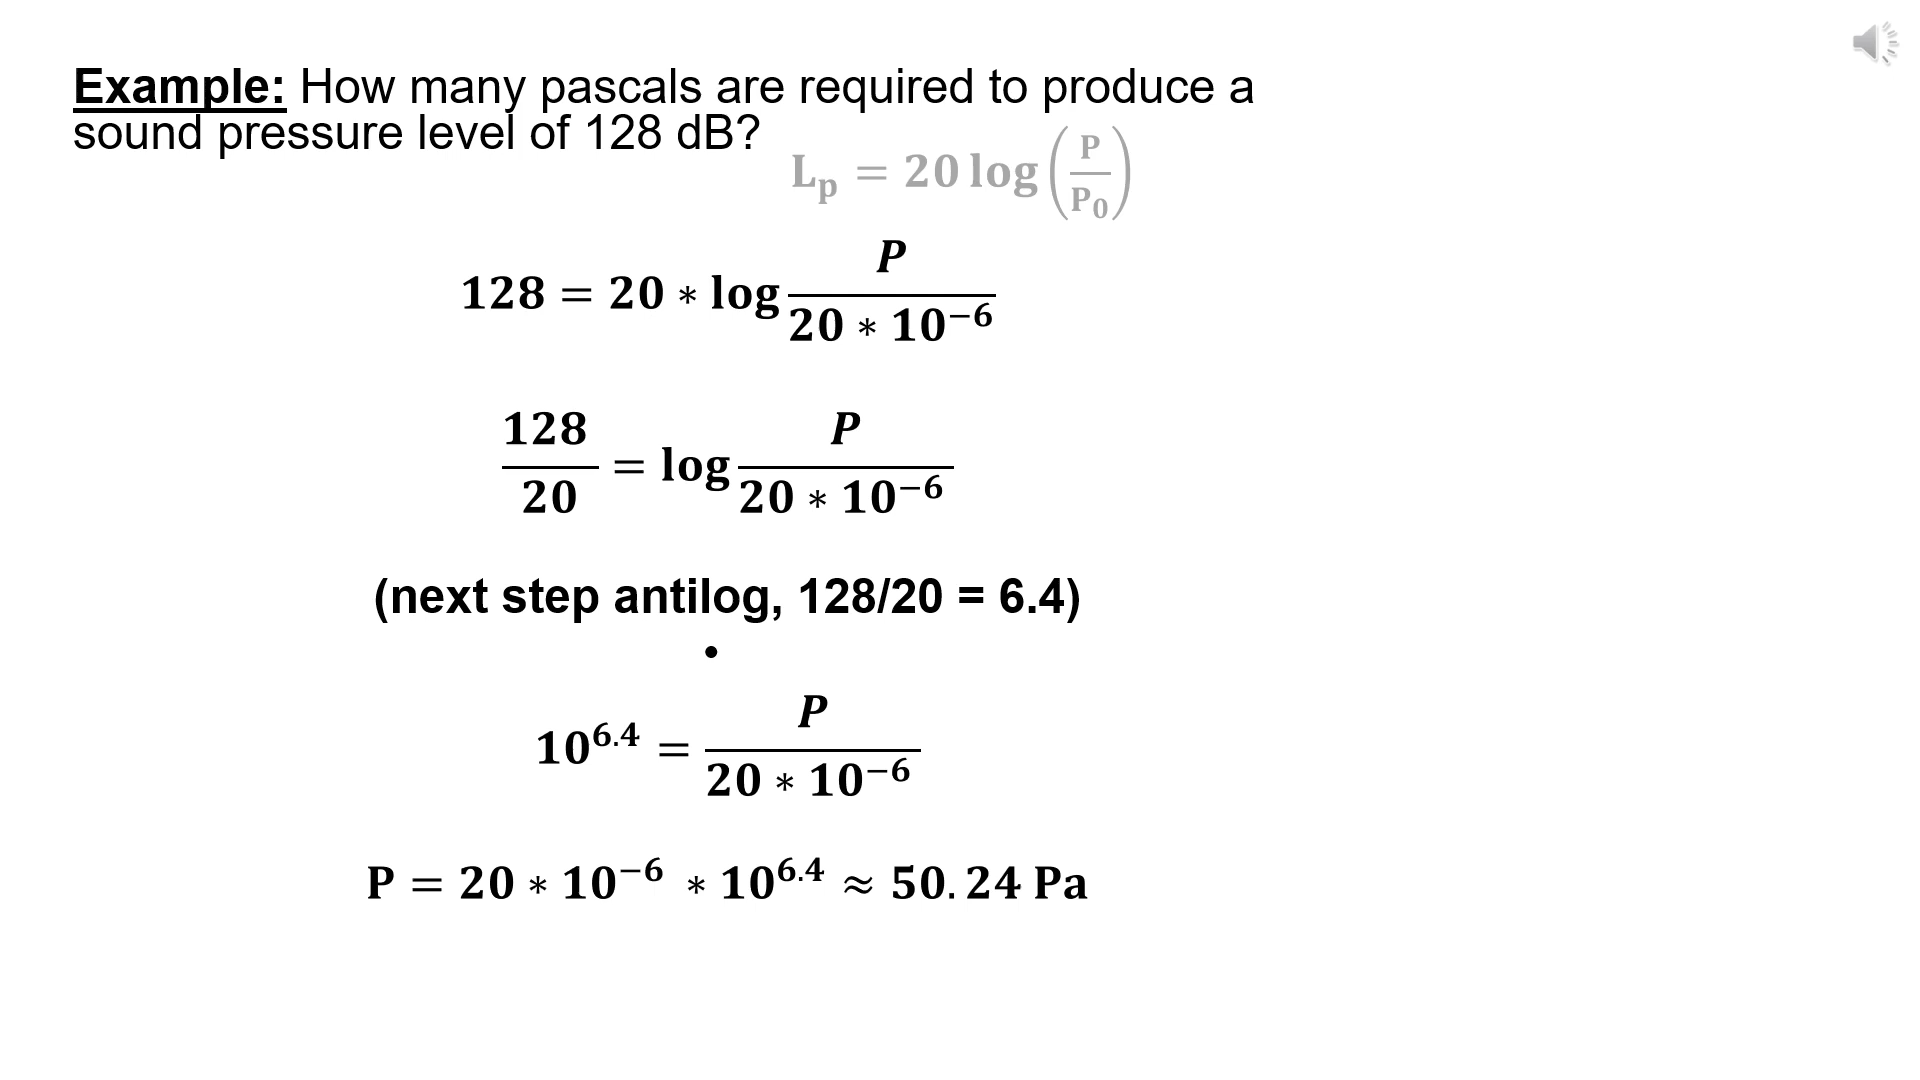 Example: How many pascals are required to produce a
sound pressure level of 128 dB?
Lₚ = 20 log(P/P₀)
128 = 20 * log P/(20 * 10⁻⁶)
128/20 = log P/(20 * 10⁻⁶)
(next step antilog, 128/20 = 6.4)
•
10^6.4 = P/(20 * 10⁻⁶)
P = 20 * 10⁻⁶ * 10^6.4 ≈ 50.24 Pa